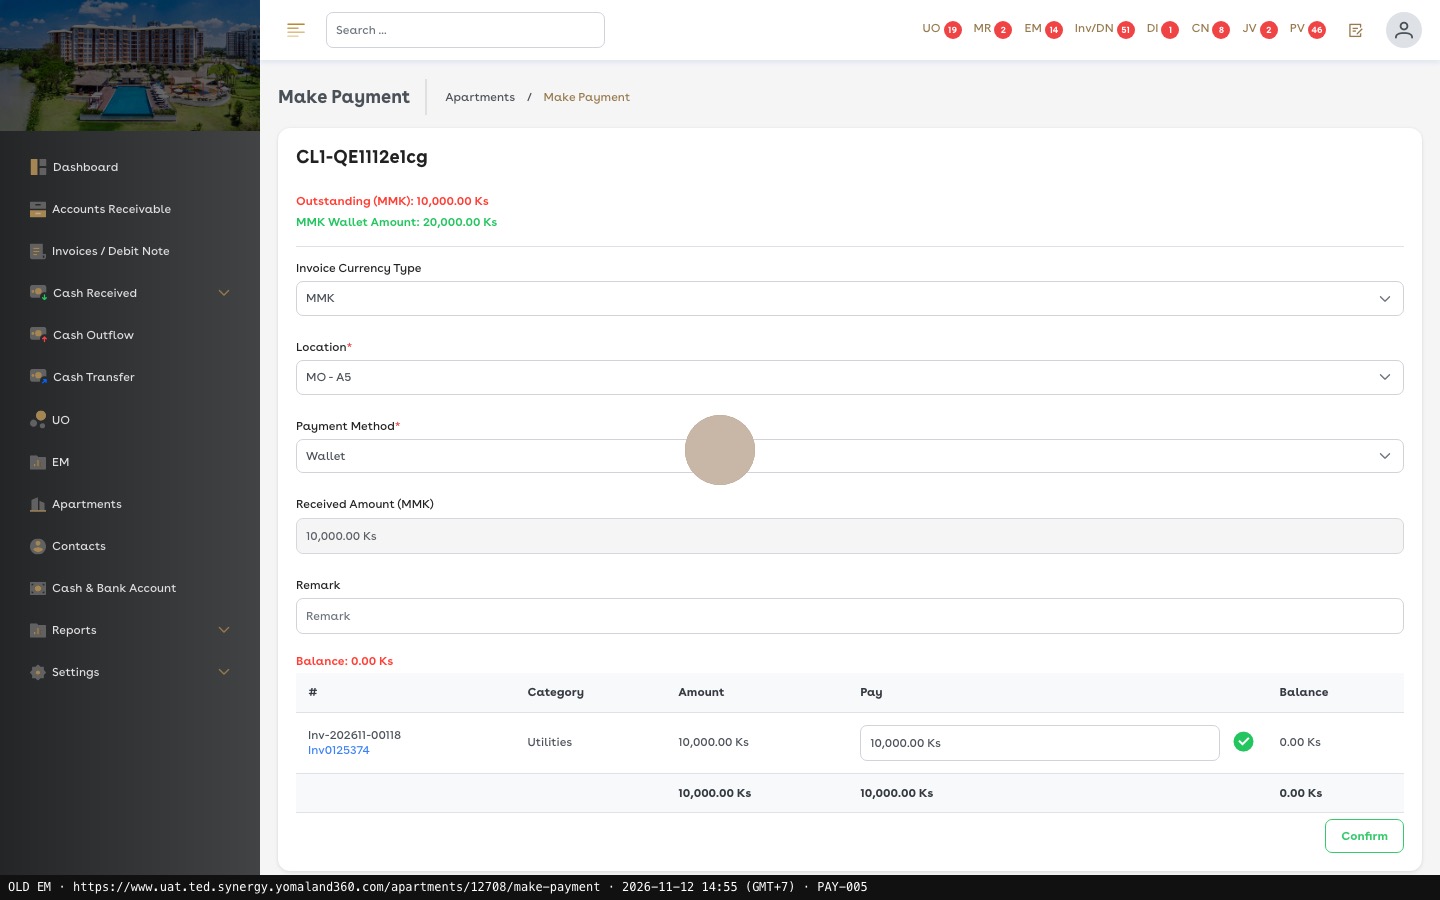 Search ...
UO 19 MR 2 EM 14 Inv/DN 51 DI 1 CN 8 JV 2 PV 46
Make Payment
Apartments / Make Payment
Dashboard
Accounts Receivable
Invoices / Debit Note
Cash Received
Cash Outflow
Cash Transfer
UO
EM
Apartments
Contacts
Cash & Bank Account
Reports
Settings
CL1-QE1112e1cg
Outstanding (MMK): 10,000.00 Ks
MMK Wallet Amount: 20,000.00 Ks
Invoice Currency Type
MMK
Location*
MO - A5
Payment Method*
Wallet
Received Amount (MMK)
10,000.00 Ks
Remark
Remark
Balance: 0.00 Ks
# Category Amount Pay Balance
Inv-202611-00118
Inv0125374
Utilities 10,000.00 Ks 10,000.00 Ks 0.00 Ks
10,000.00 Ks 10,000.00 Ks 0.00 Ks
Confirm
OLD EM · https://www.uat.ted.synergy.yomaland360.com/apartments/12708/make-payment · 2026-11-12 14:55 (GMT+7) · PAY-005